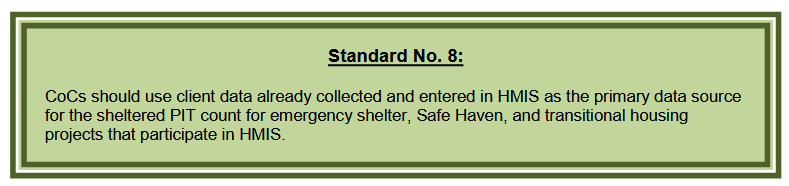 Standard No. 8:
CoCs should use client data already collected and entered in HMIS as the primary data source
for the sheltered PIT count for emergency shelter, Safe Haven, and transitional housing
projects that participate in HMIS.